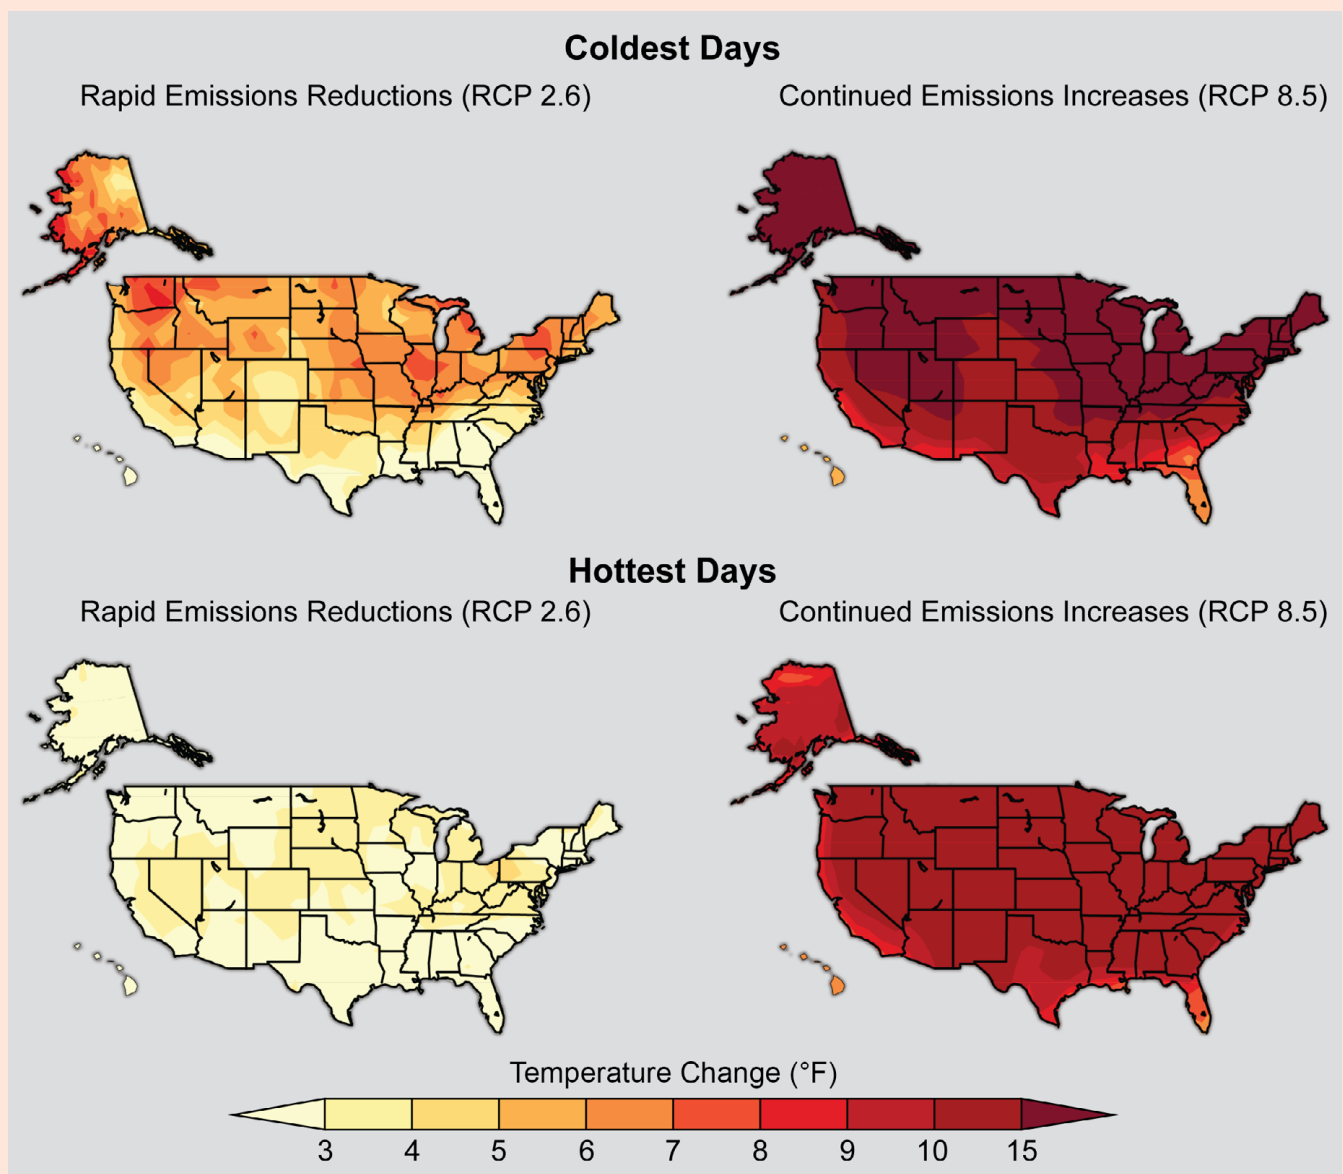 Coldest Days
Rapid Emissions Reductions (RCP 2.6)
Continued Emissions Increases (RCP 8.5)
Hottest Days
Rapid Emissions Reductions (RCP 2.6)
Continued Emissions Increases (RCP 8.5)
Temperature Change (°F)
3 4 5 6 7 8 9 10 15